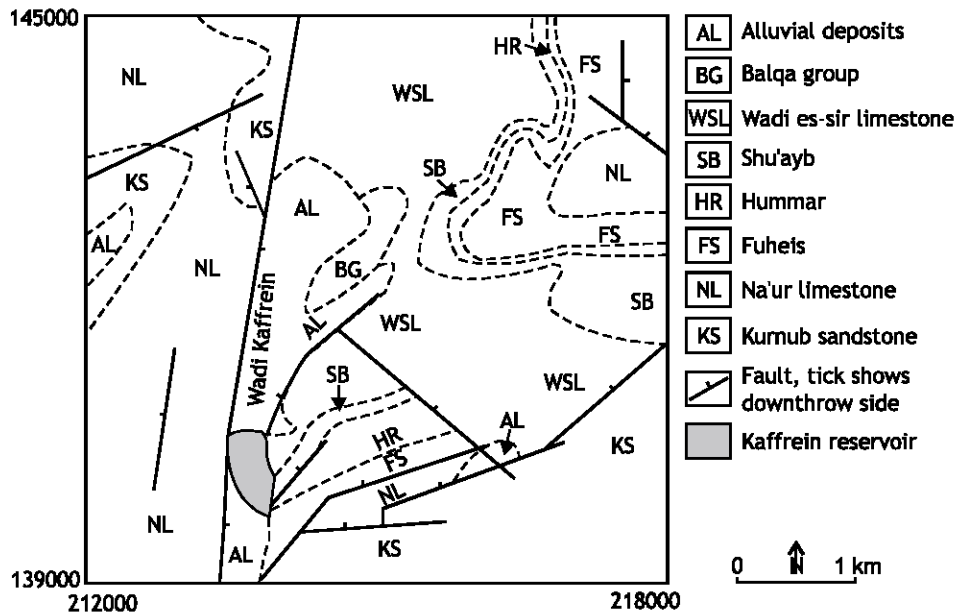 145000
NL
KS
KS
AL
NL
NL
Wadi Kaffrein
AL
BG
AL
WSL
HR
FS
SB
FS
NL
FS
SB
WSL
WSL
SB
HR
FS
NL
AL
KS
KS
AL
139000
212000
218000
AL Alluvial deposits
BG Balqa group
WSL Wadi es-sir limestone
SB Shu'ayb
HR Hummar
FS Fuheis
NL Na'ur limestone
KS Kurnub sandstone
Fault, tick shows
downthrow side
Kaffrein reservoir
N
0 1 km